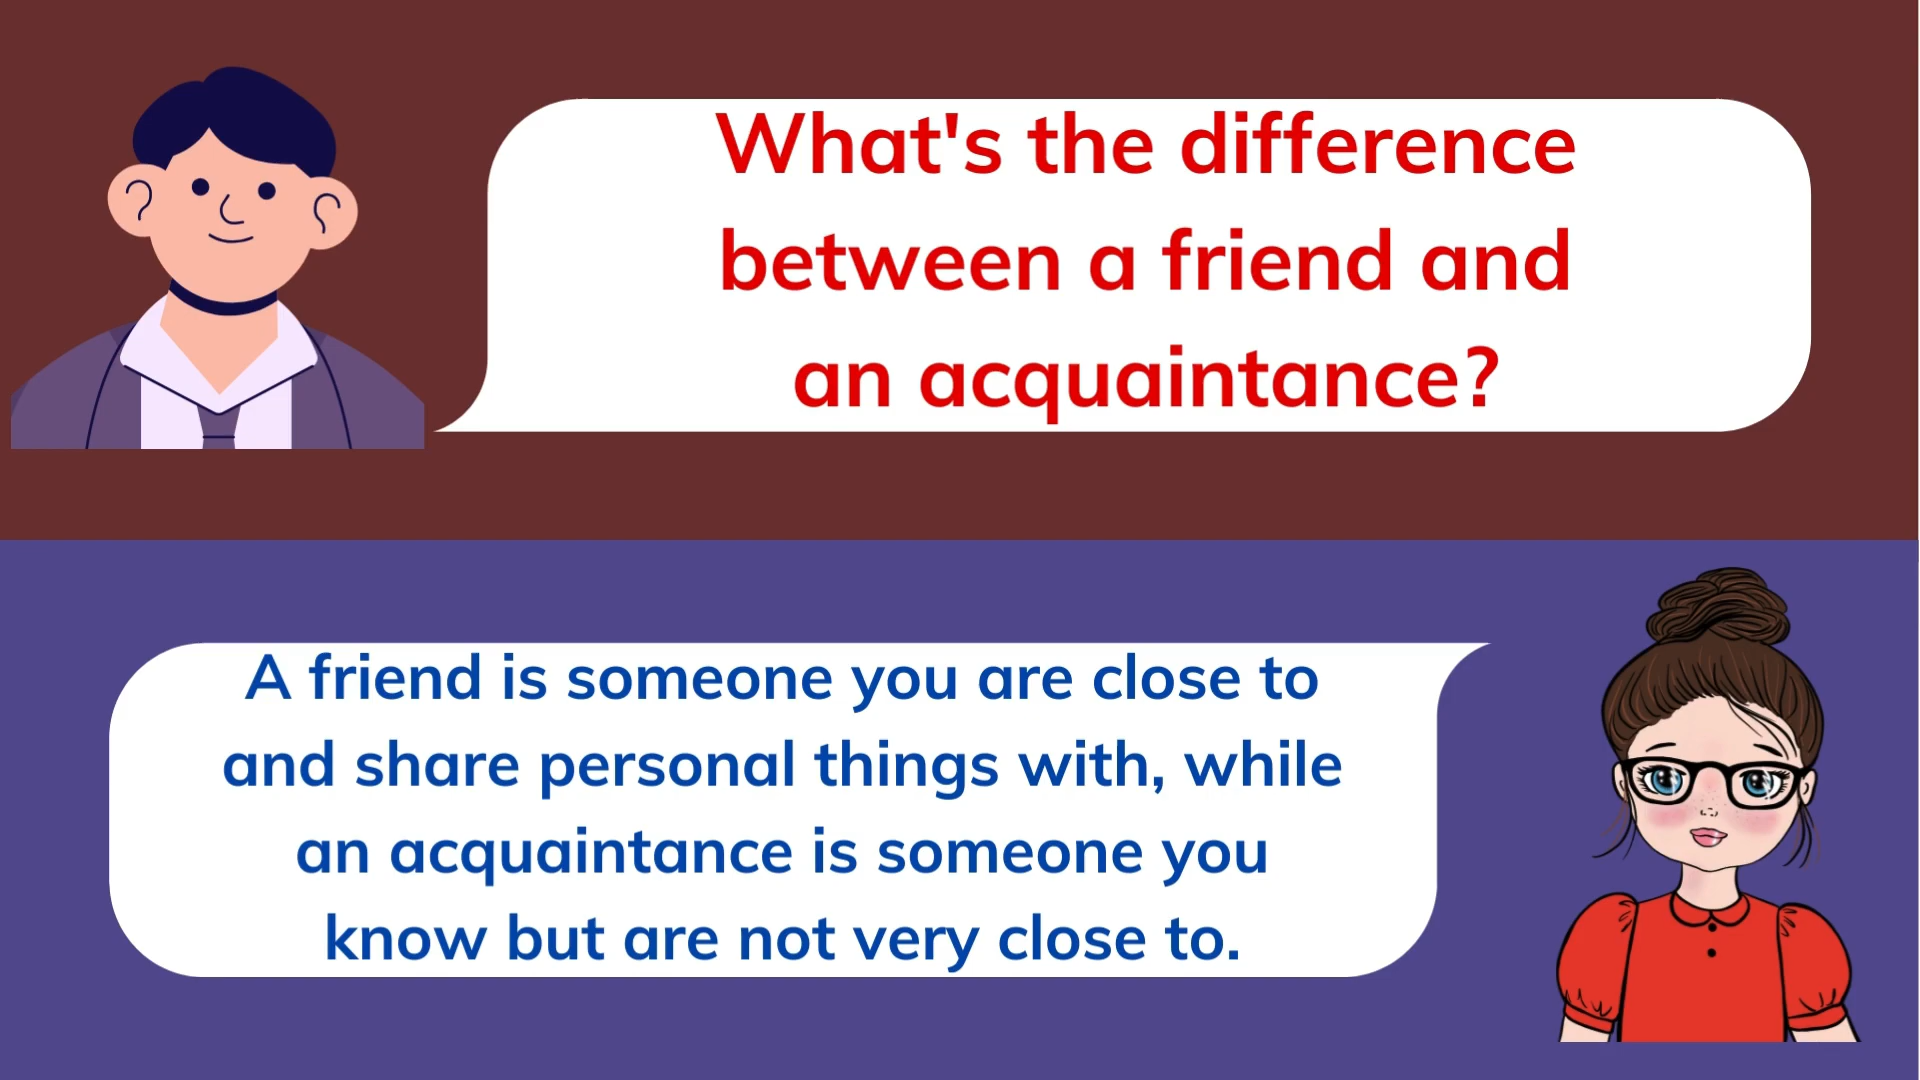 What's the difference
between a friend and
an acquaintance?
A friend is someone you are close to
and share personal things with, while
an acquaintance is someone you
know but are not very close to.